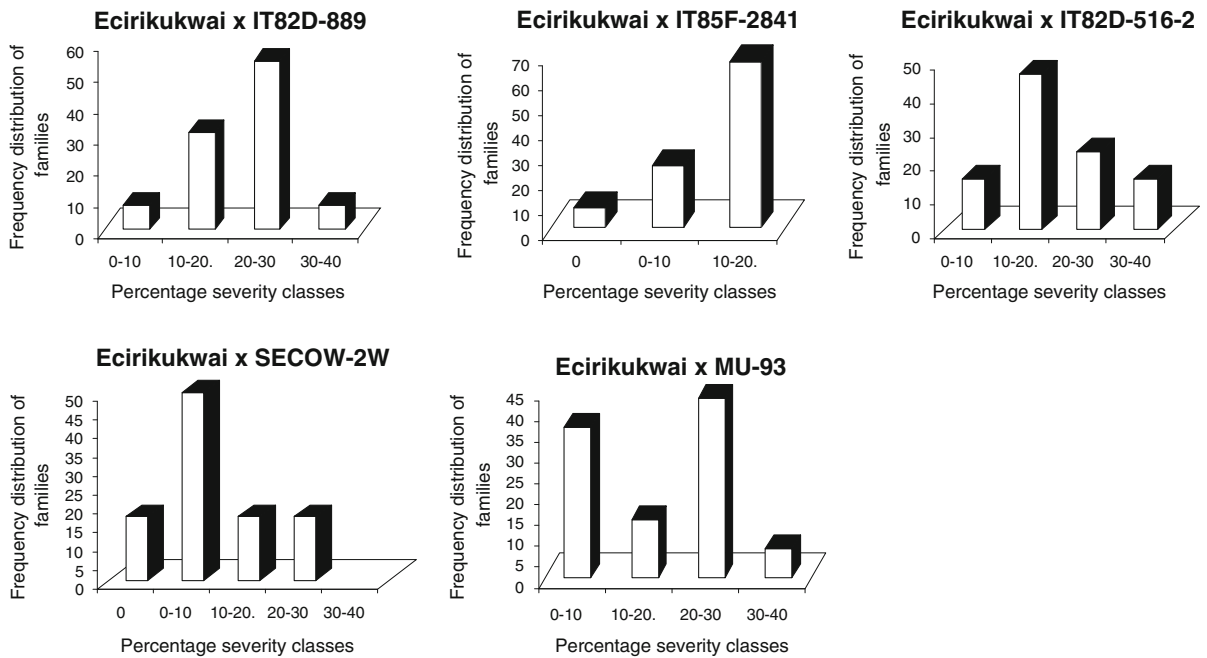 Ecirikukwai x IT82D-889
Frequency distribution of
families
60
50
40
30
20
10
0
0-10 10-20. 20-30 30-40
Percentage severity classes
Ecirikukwai x IT85F-2841
Frequency distribution of
families
70
60
50
40
30
20
10
0
0 0-10 10-20.
Percentage severity classes
Ecirikukwai x IT82D-516-2
Frequency distribution of
families
50
40
30
20
10
0
0-10 10-20. 20-30 30-40
Percentage severity classes
Ecirikukwai x SECOW-2W
Frequency distribution of
families
50
45
40
35
30
25
20
15
10
5
0
0 0-10 10-20. 20-30 30-40
Percentage severity classes
Ecirikukwai x MU-93
Frequency distribution of
families
45
40
35
30
25
20
15
10
5
0
0-10 10-20. 20-30 30-40
Percentage severity classes